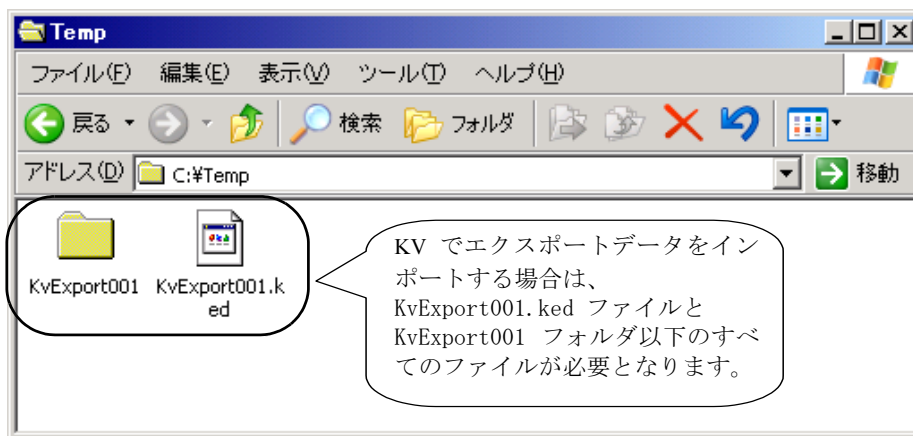 Temp
ファイル(F) 編集(E) 表示(V) ツール(T) ヘルプ(H)
戻る 検索 フォルダ
アドレス(D) C:¥Temp 移動
KvExport001 KvExport001.k
ed
KV でエクスポートデータをイン
ポートする場合は、
KvExport001.ked ファイルと
KvExport001 フォルダ以下のすべ
てのファイルが必要となります。